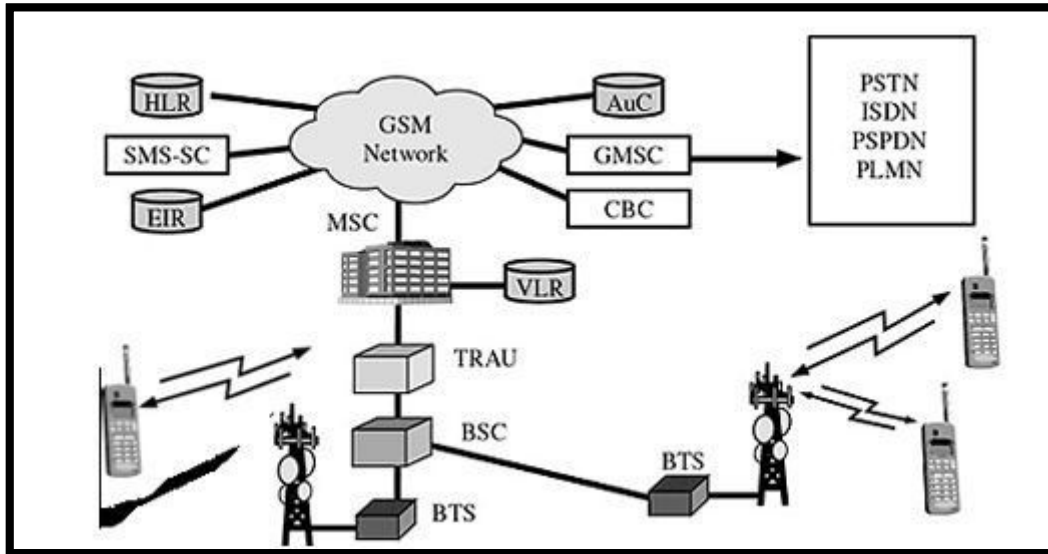 HLR
AuC
GSM
Network
SMS-SC
GMSC
EIR
CBC
PSTN
ISDN
PSPDN
PLMN
MSC
VLR
TRAU
BSC
BTS
BTS